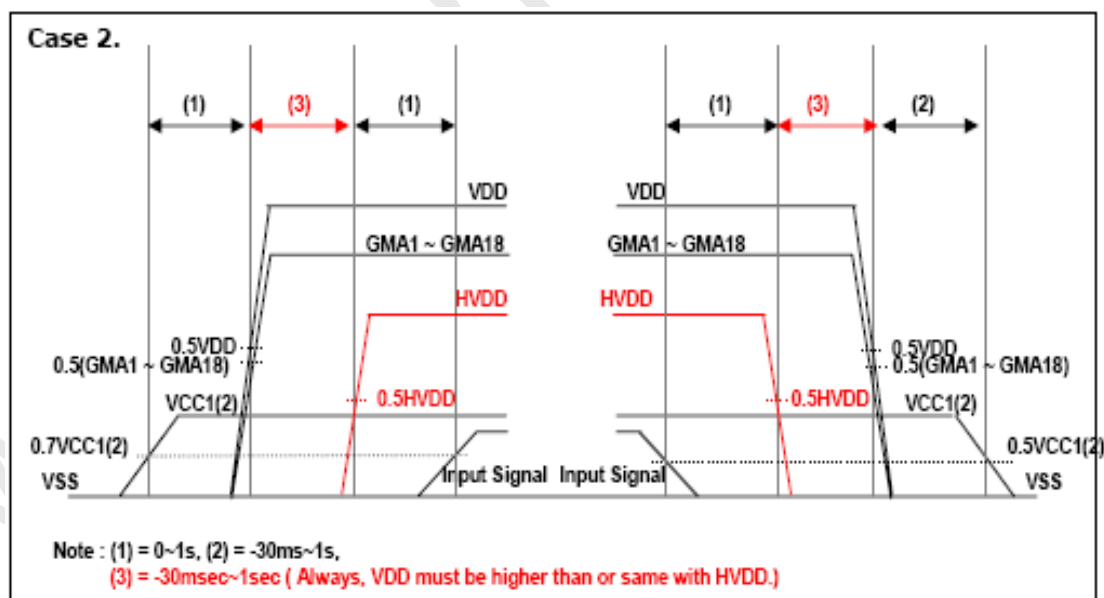 Case 2.
(1) (3) (1) (1) (3) (2)
VDD VDD
GMA1 ~ GMA18 GMA1 ~ GMA18
HVDD HVDD
0.5VDD 0.5VDD
0.5(GMA1 ~ GMA18) 0.5(GMA1 ~ GMA18)
VCC1(2) 0.5HVDD 0.5HVDD VCC1(2)
0.7VCC1(2) 0.5VCC1(2)
VSS Input Signal Input Signal VSS
Note : (1) = 0~1s, (2) = -30ms~1s,
(3) = -30msec~1sec ( Always, VDD must be higher than or same with HVDD.)